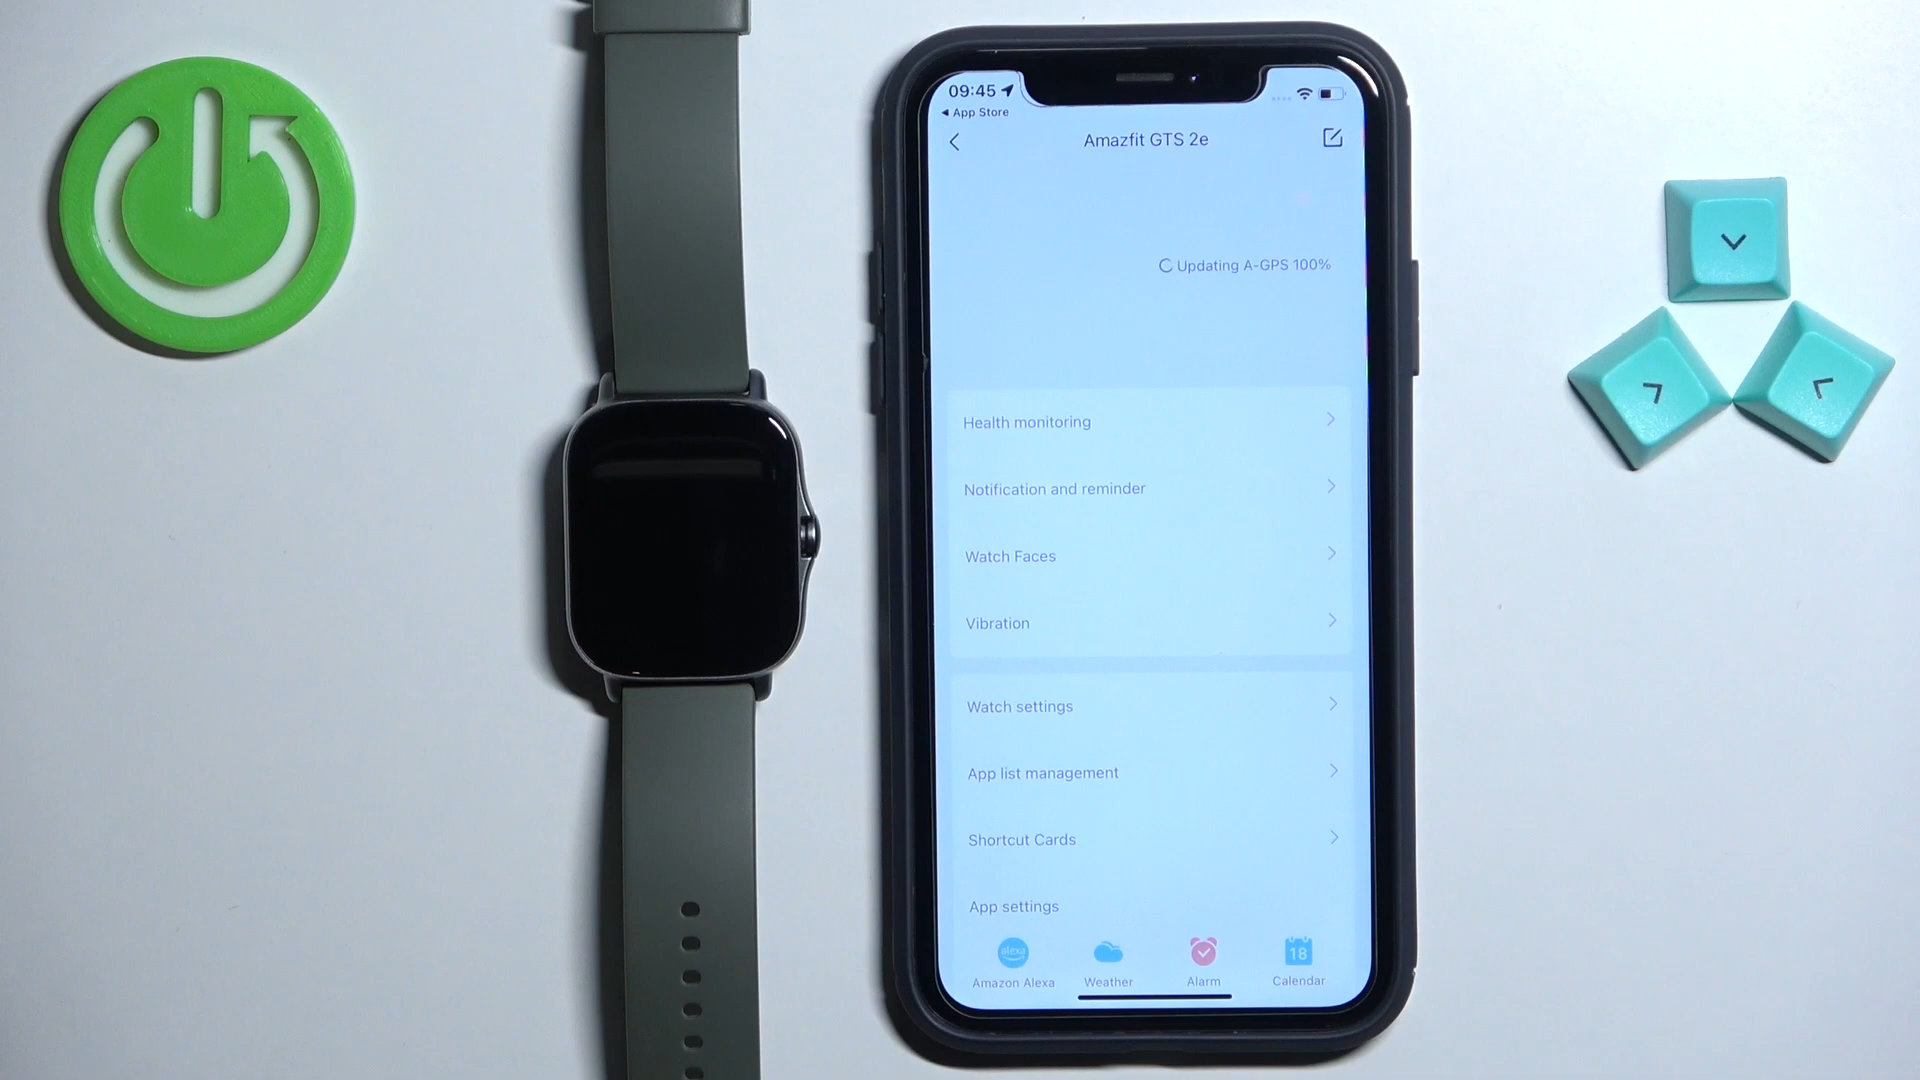 09:45
App Store
Amazfit GTS 2e
Updating A-GPS 100%
Health monitoring
Notification and reminder
Watch Faces
Vibration
Watch settings
App list management
Shortcut Cards
App settings
alexa
18
Amazon Alexa
Weather
Alarm
Calendar